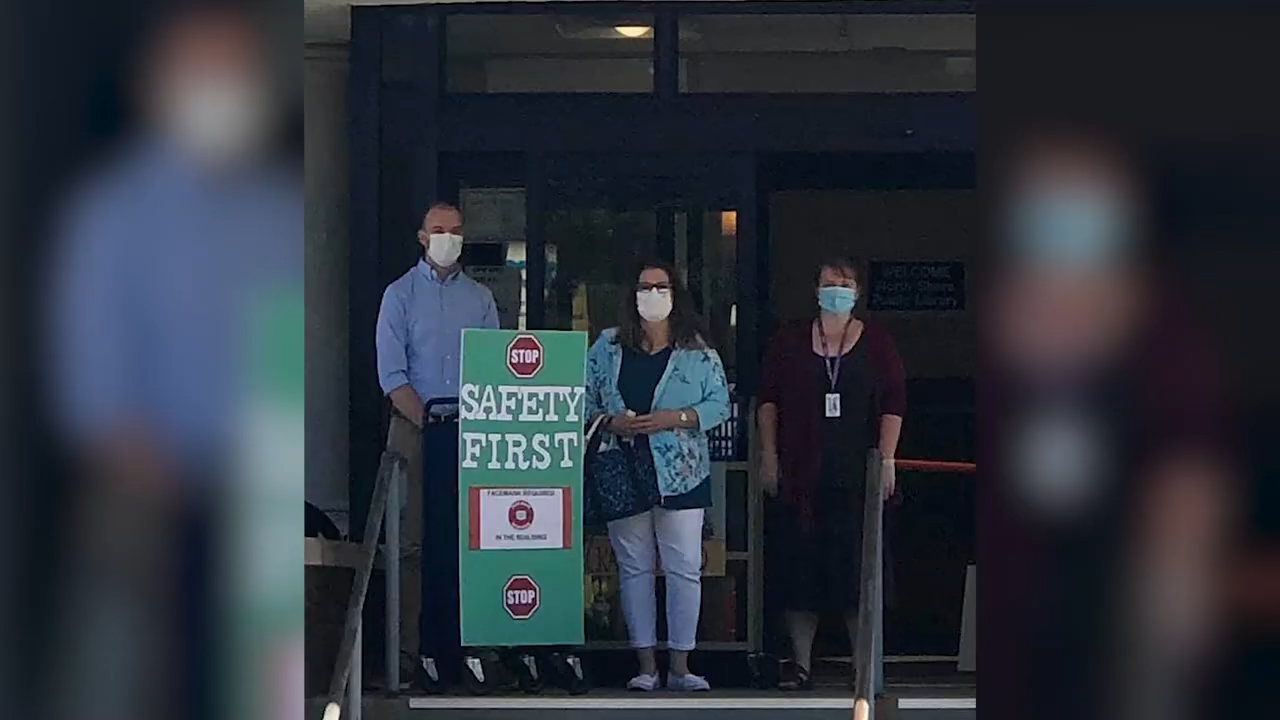 WELCOME
North Shore
Public Library
STOP
SAFETY
FIRST
FACEMASK REQUIRED
IN THE BUILDING
STOP